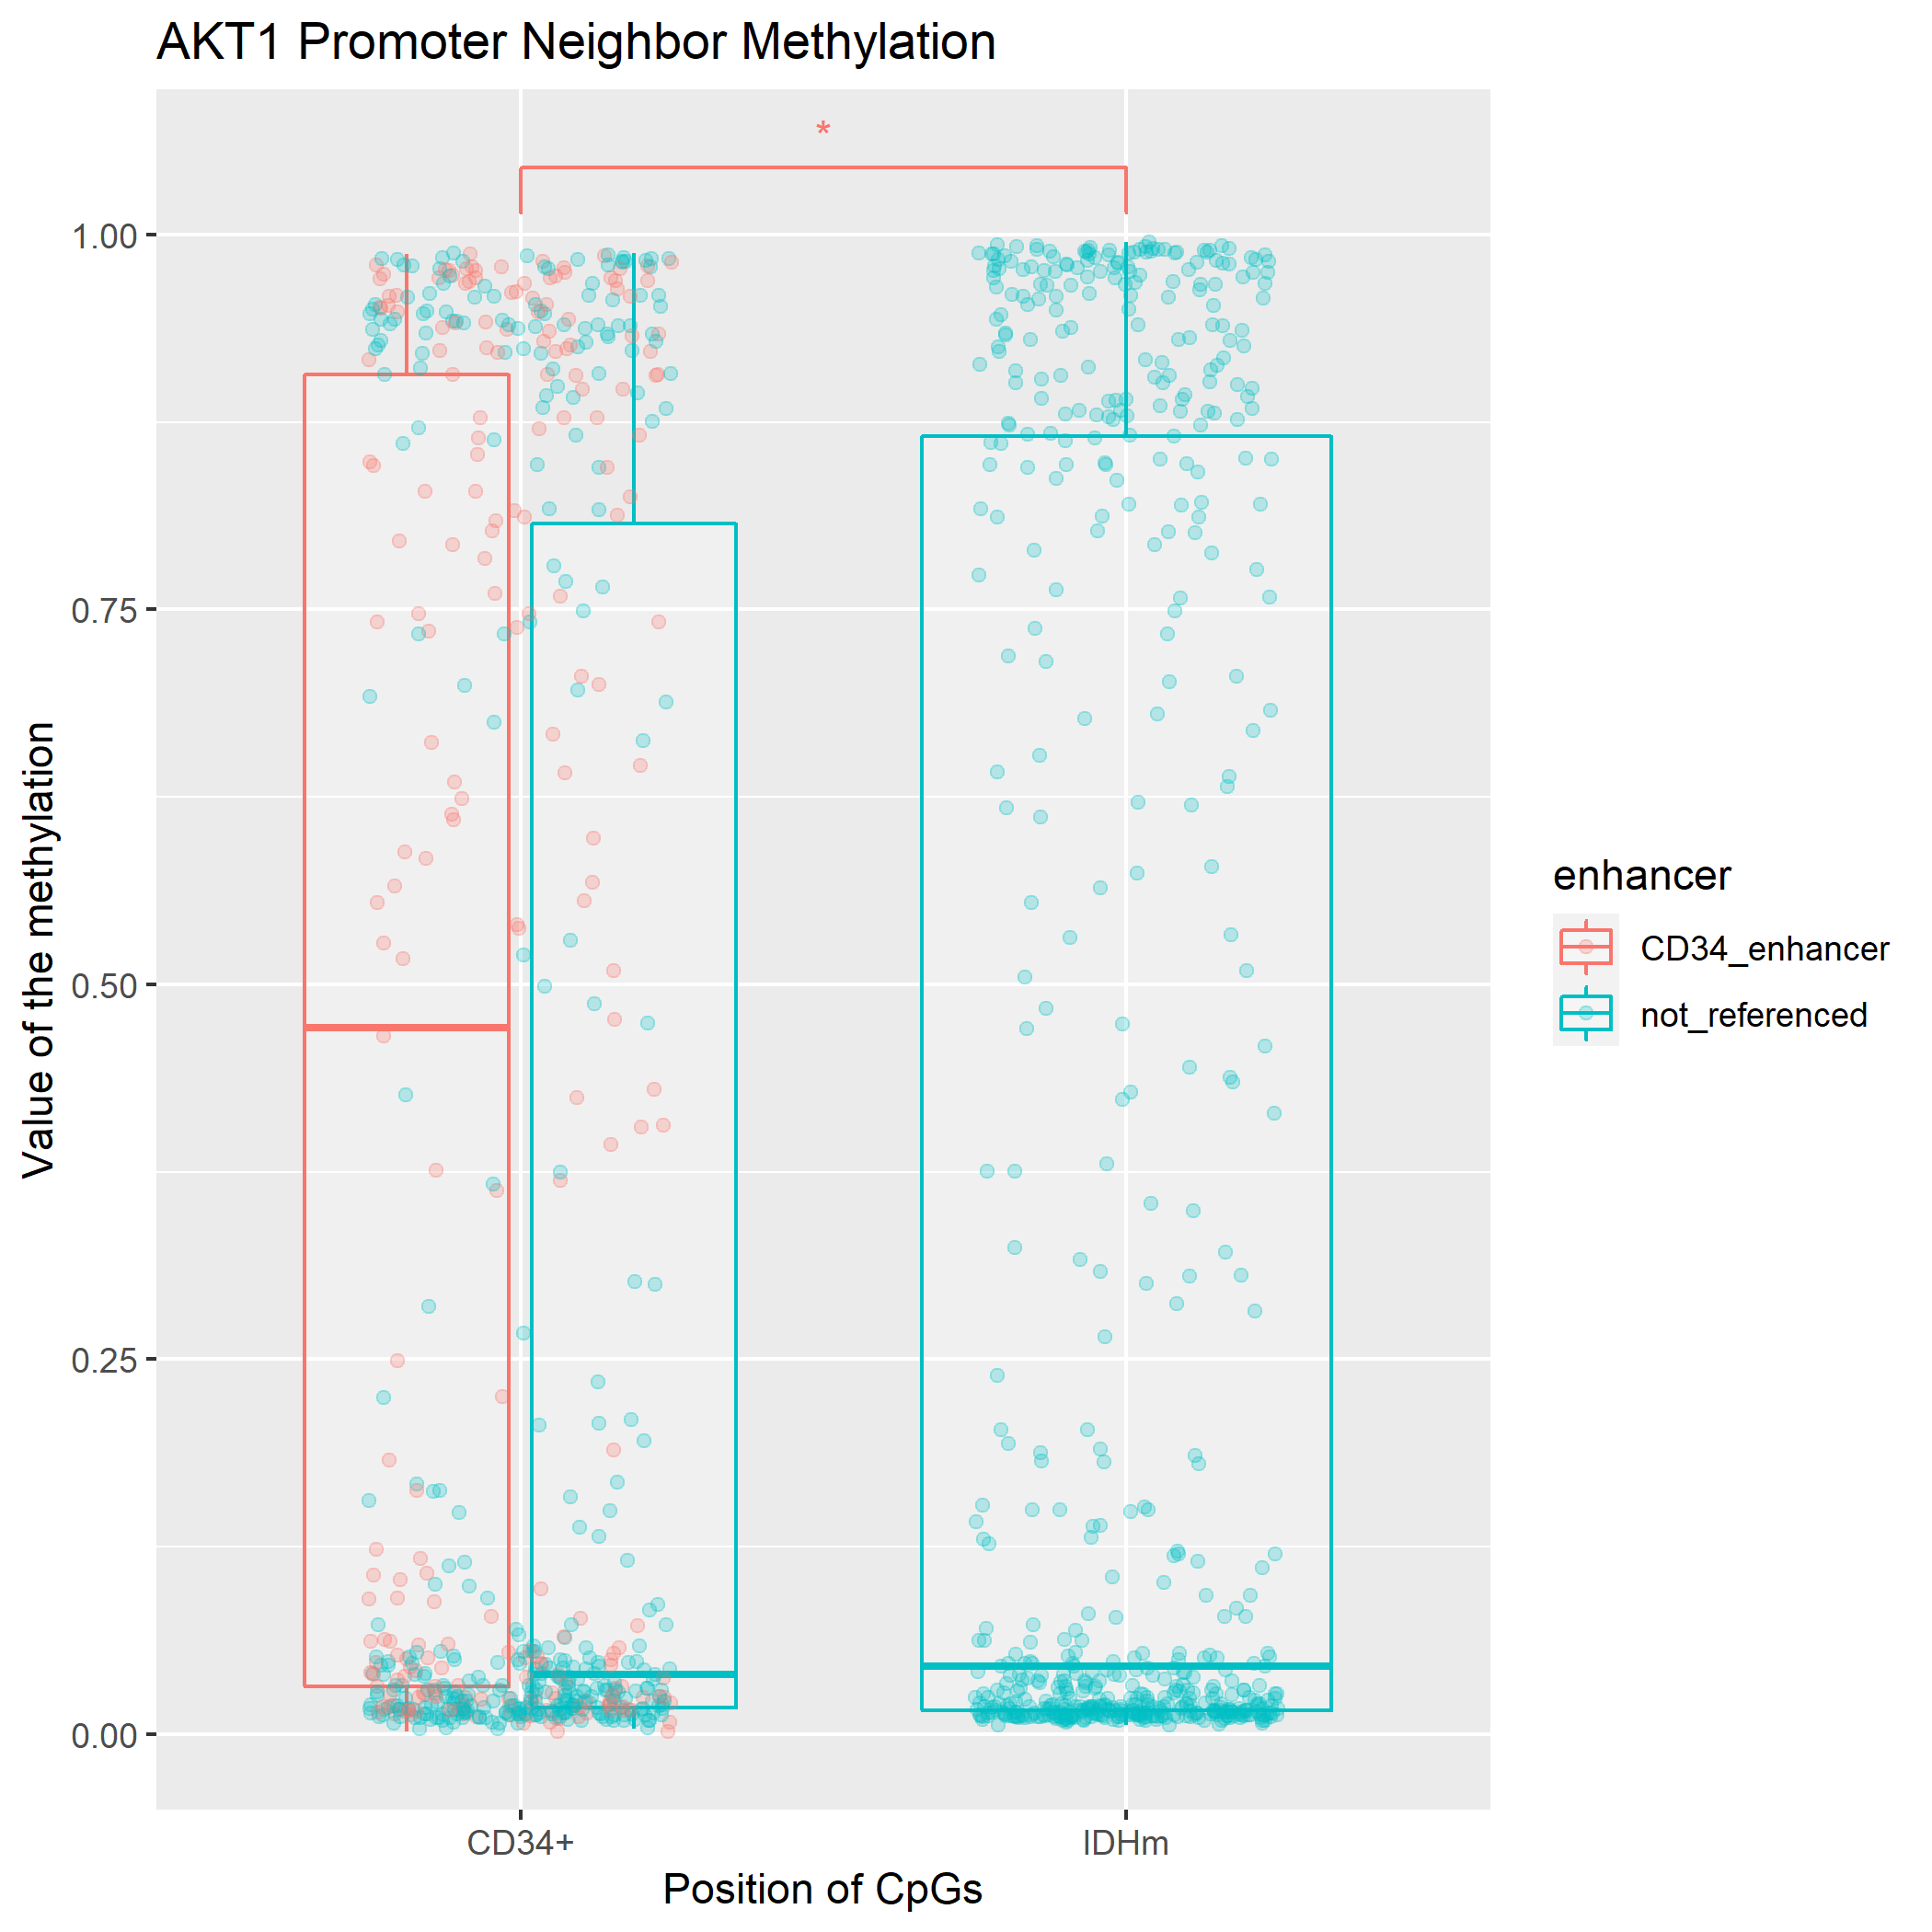 AKT1 Promoter Neighbor Methylation
*
1.00
0.75
0.50
0.25
0.00
Value of the methylation
CD34+
IDHm
Position of CpGs
enhancer
CD34_enhancer
not_referenced